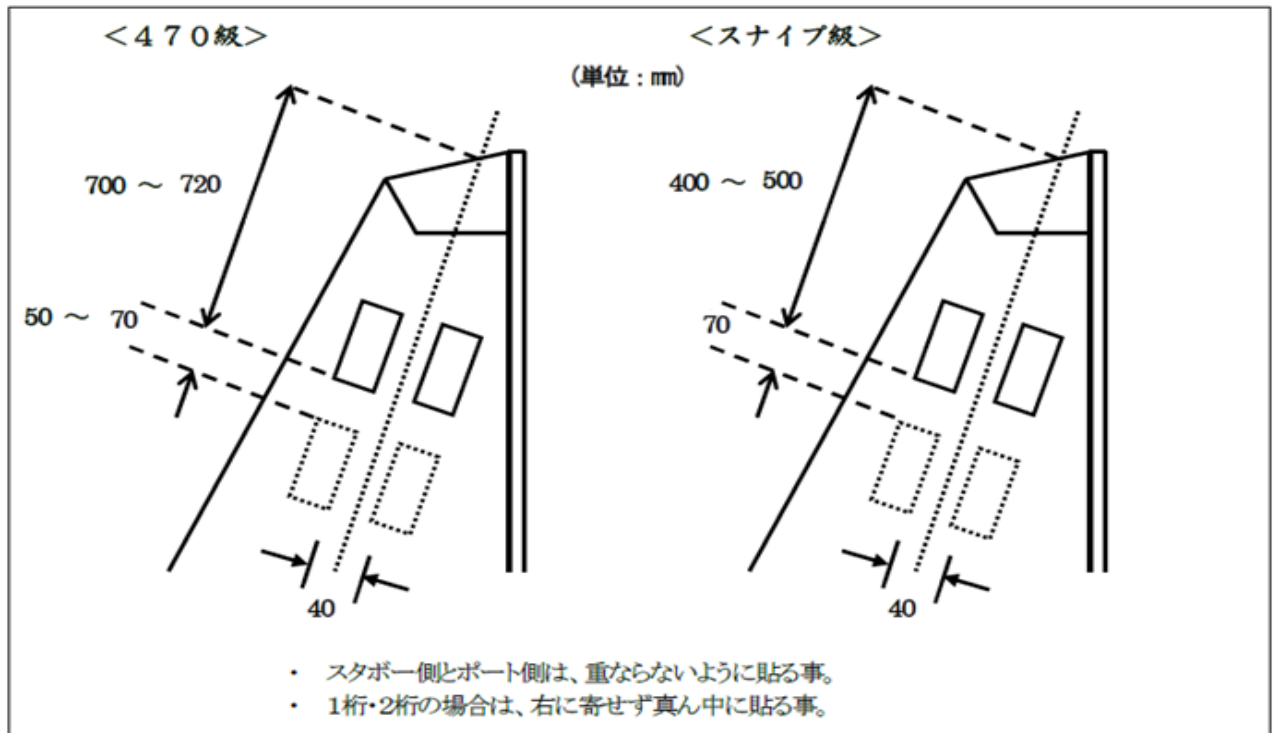 ＜４７０級＞
＜スナイプ級＞
（単位：㎜）
700 ～ 720
400 ～ 500
50 ～ 70
70
40
40
・ スタボー側とポート側は、重ならないように貼る事。
・ 1桁・2桁の場合は、右に寄せず真ん中に貼る事。